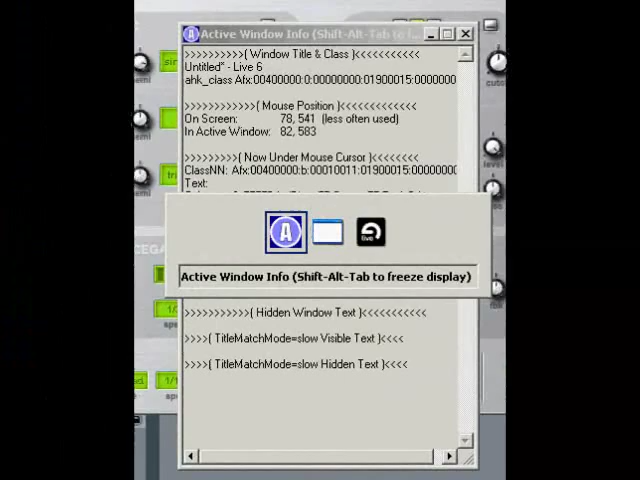 Active Window Info (Shift-Alt-Tab to f
>>>>>>>>>>( Window Title & Class )<<<<<<<<<<<
Untitled* - Live 6
ahk_class Afx:00400000:0:00000000:01900015:0000000
>>>>>>>>>>>>( Mouse Position )<<<<<<<<<<<<<
On Screen: 78, 541 (less often used)
In Active Window: 82, 583
>>>>>>>>>( Now Under Mouse Cursor )<<<<<<<<
ClassNN: Afx:00400000:b:00010011:01900015:000000
Text:
live
Active Window Info (Shift-Alt-Tab to freeze display)
>>>>>>>>>>>( Hidden Window Text )<<<<<<<<<<<
>>>>( TitleMatchMode=slow Visible Text )<<<<
>>>>( TitleMatchMode=slow Hidden Text )<<<<
level